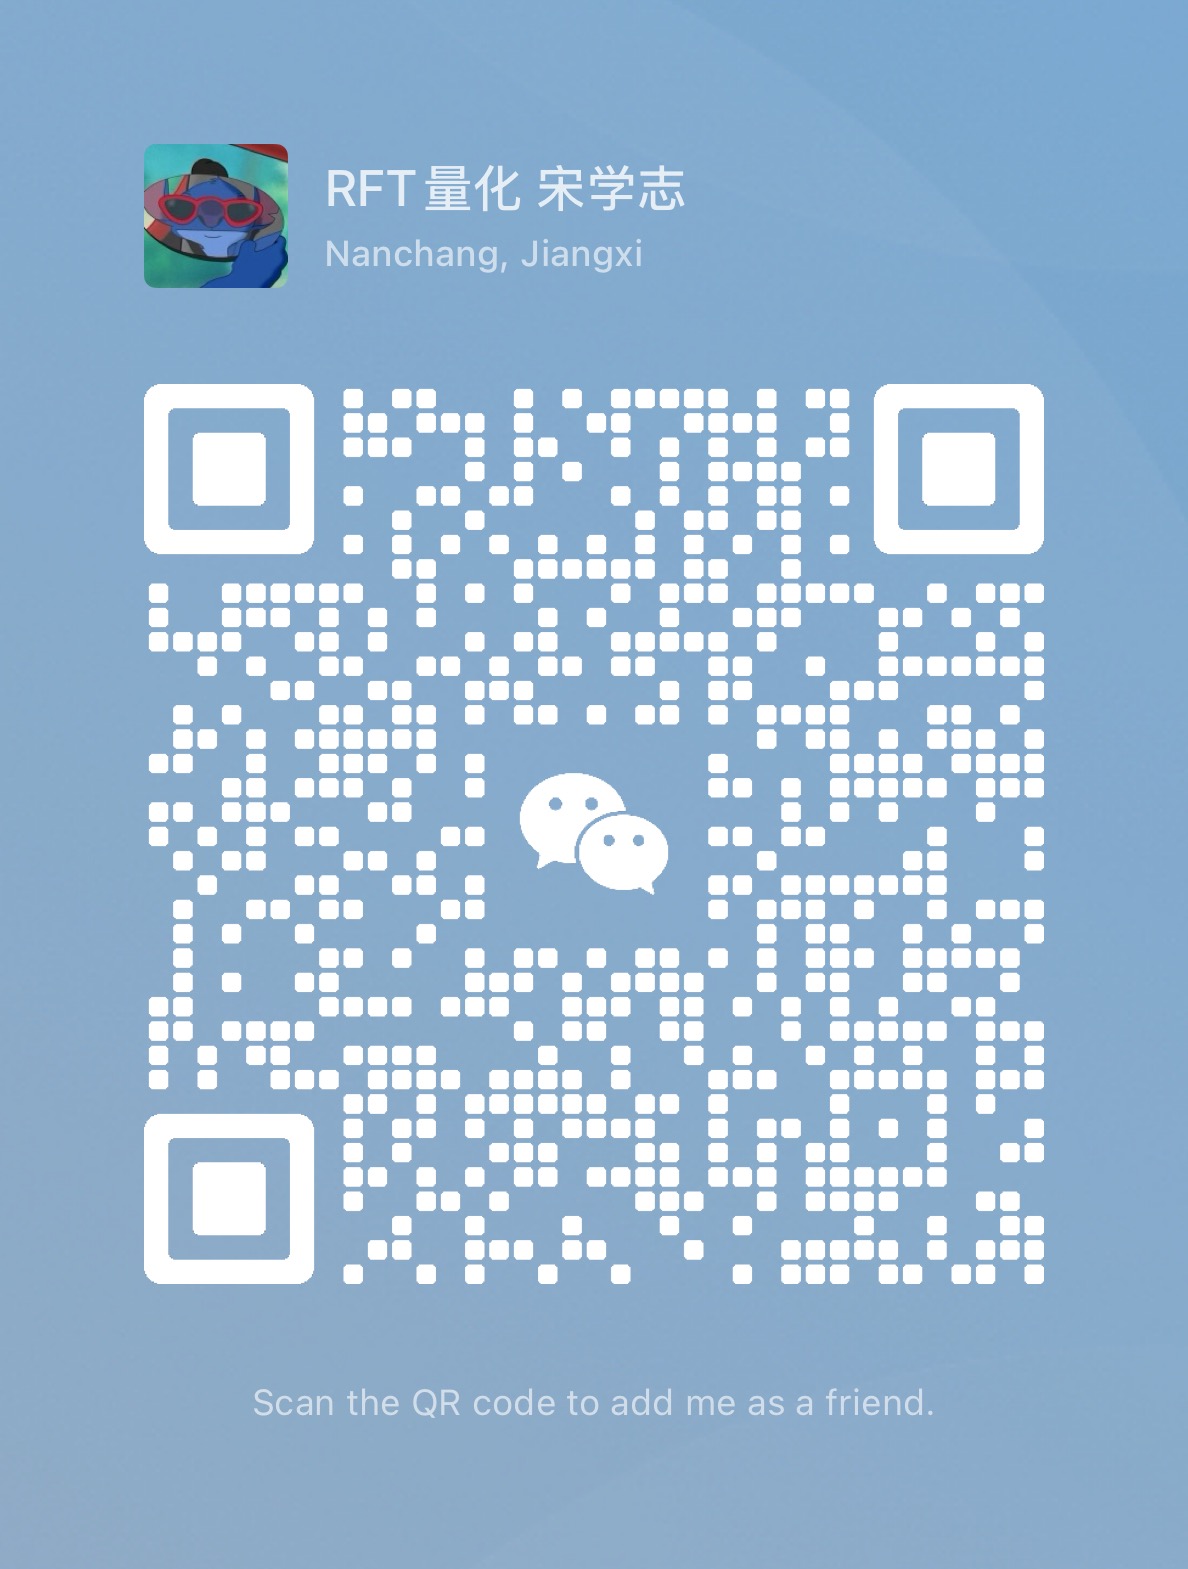 RFT量化 宋学志
Nanchang, Jiangxi
Scan the QR code to add me as a friend.